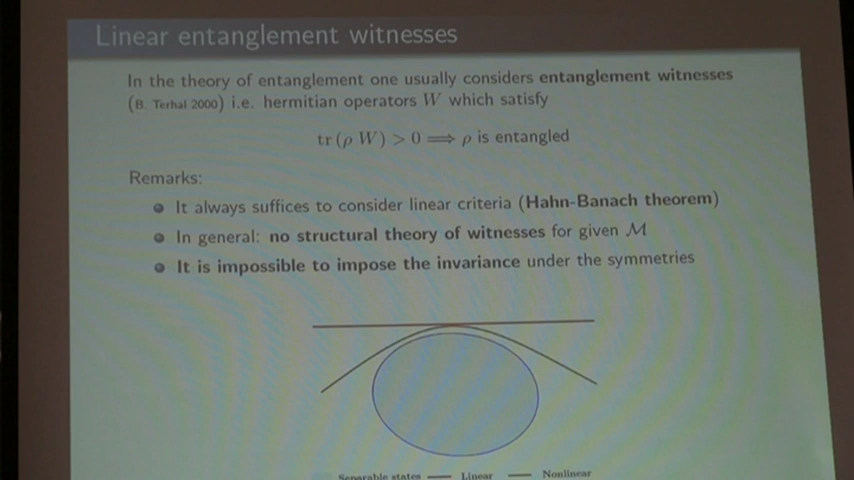 Linear entanglement witnesses
In the theory of entanglement one usually considers entanglement witnesses
(B. Terhal 2000) i.e. hermitian operators W which satisfy
tr (ρ W) > 0 ⟹ ρ is entangled
Remarks:
It always suffices to consider linear criteria (Hahn-Banach theorem)
In general: no structural theory of witnesses for given ℳ
It is impossible to impose the invariance under the symmetries
Separable states Linear Nonlinear